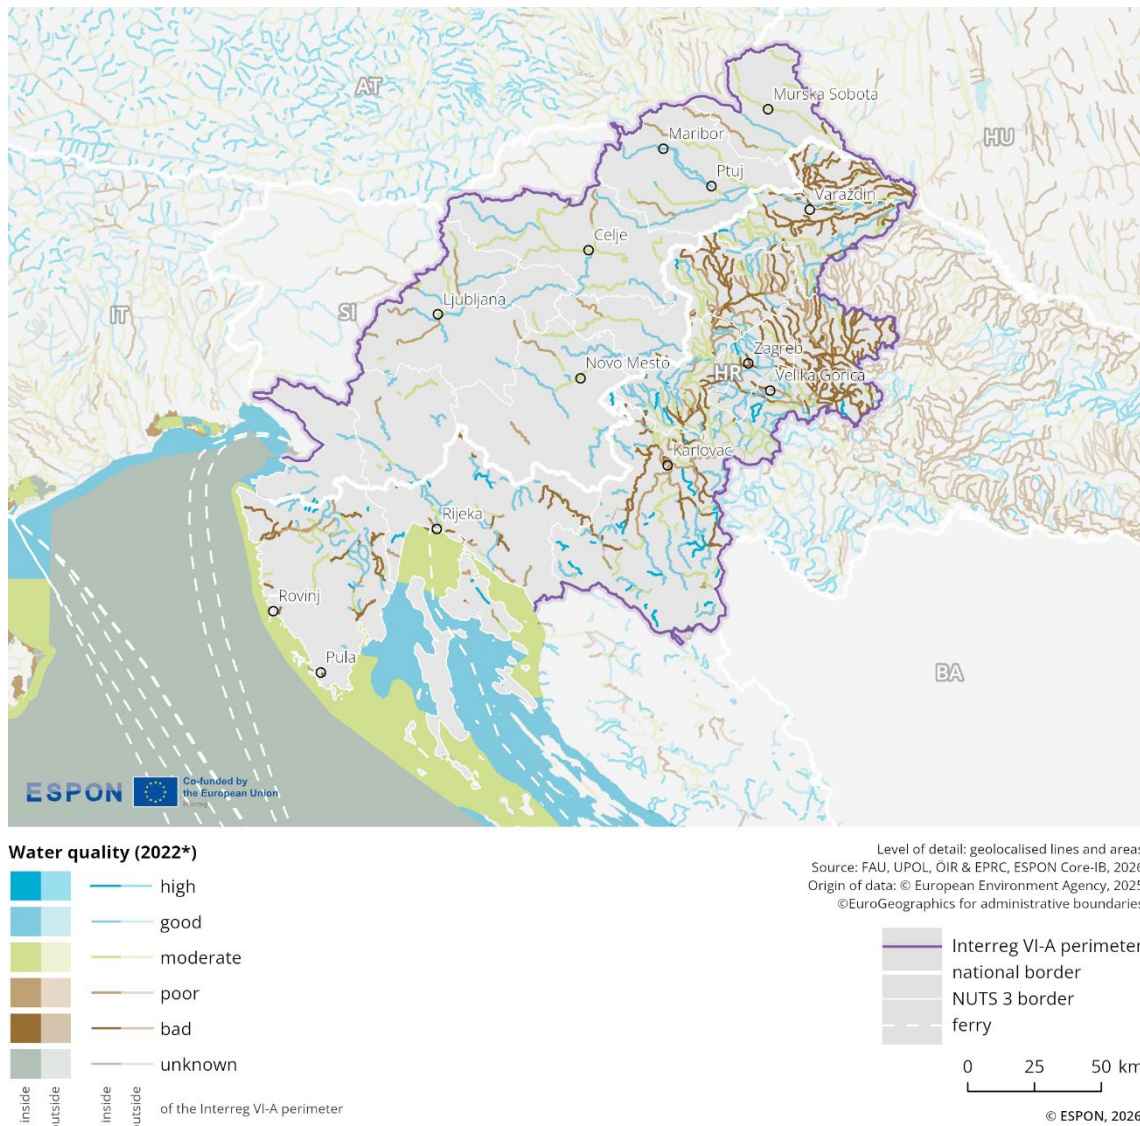 AT
Murska Sobota
HU
Maribor
Ptuj
Varaždin
Celje
Ljubljana
IT
SI
Novo Mesto
Zagreb
HR
Velika Gorica
Karlovac
Rijeka
Rovinj
Pula
BA
ESPON
Co-funded by
the European Union
Interreg
Water quality (2022*)
high
good
moderate
poor
bad
unknown
inside
outside
inside
outside
of the Interreg VI-A perimeter
Level of detail: geolocalised lines and areas
Source: FAU, UPOL, ÖIR & EPRC, ESPON Core-IB, 2026
Origin of data: © European Environment Agency, 2025
©EuroGeographics for administrative boundaries
Interreg VI-A perimeter
national border
NUTS 3 border
ferry
0 25 50 km
© ESPON, 2026